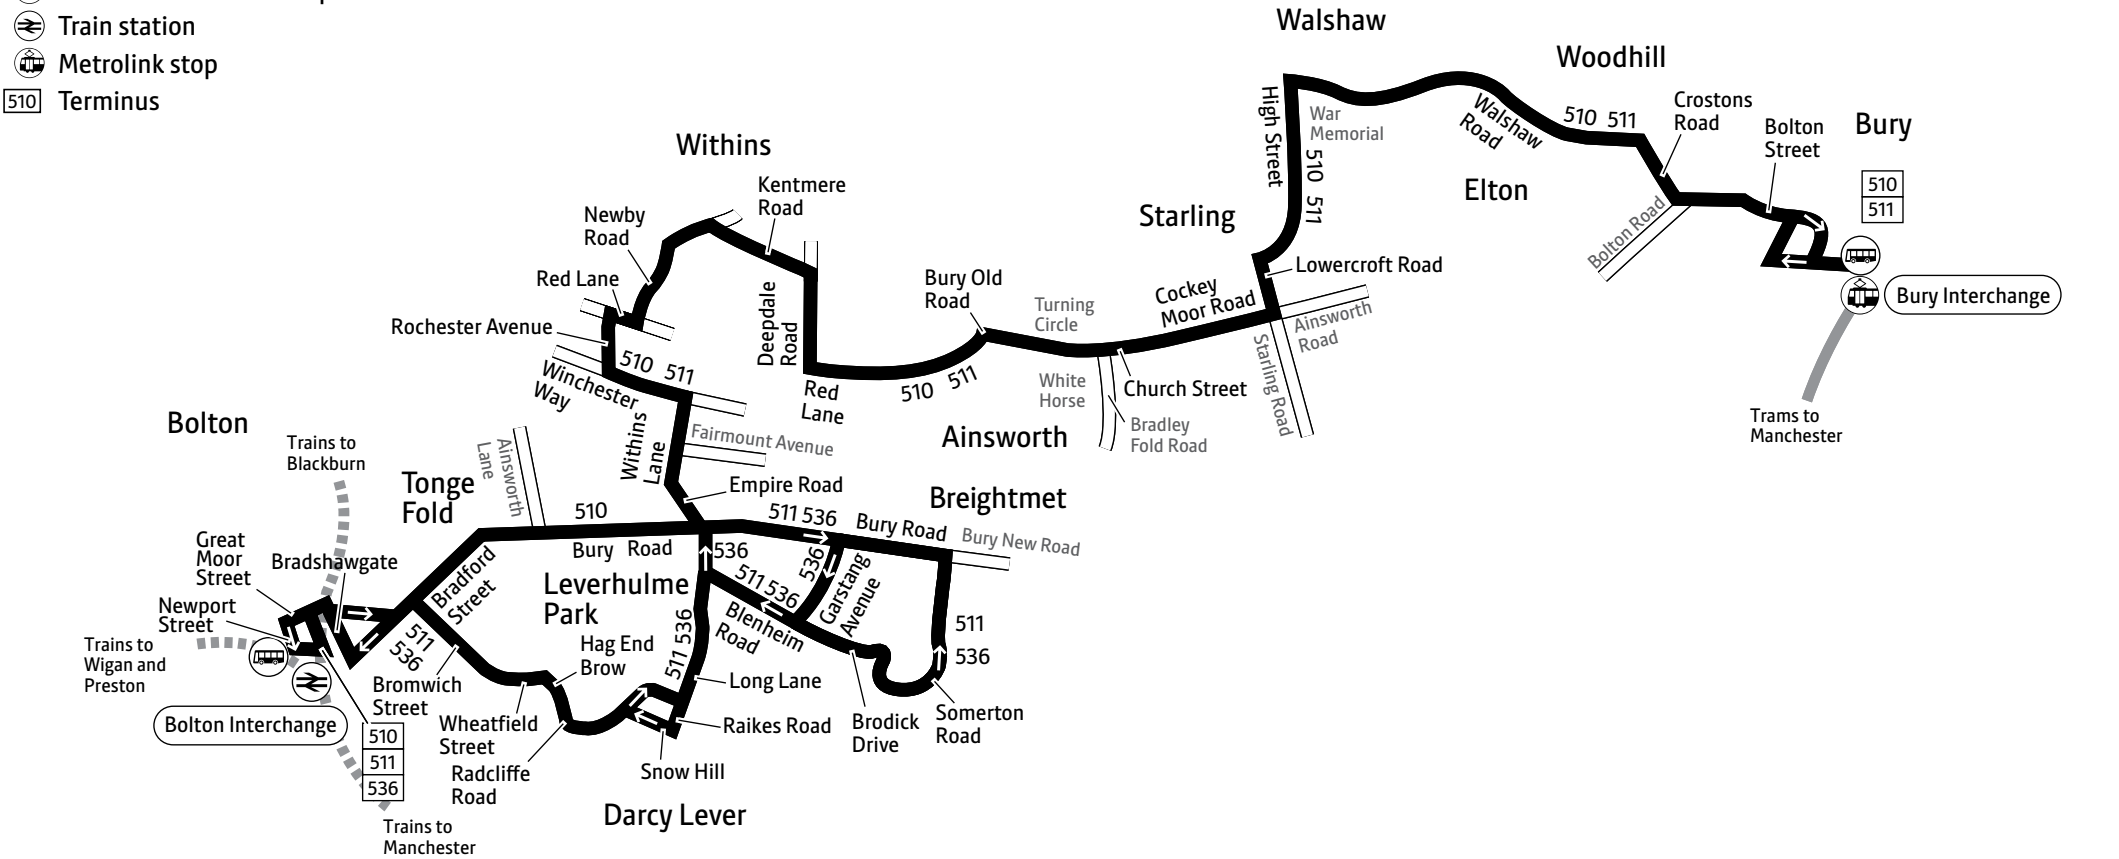 Train station
Metrolink stop
510 Terminus
Walshaw
Woodhill
Crostons
Road
Bolton
Street
Bury
510
511
Bury Interchange
Trams to
Manchester
High Street
War
Memorial
510 511
Walshaw
Road
510 511
Elton
Bolton Road
Starling
Lowercroft Road
Cockey
Moor Road
Ainsworth
Road
Starling Road
Withins
Kentmere
Road
Newby
Road
Red Lane
Rochester Avenue
510 511
Winchester
Way
Deepdale
Road
Red
Lane
510 511
Bury Old
Road
Turning
Circle
White
Horse
Church Street
Bradley
Fold Road
Ainsworth
Withins
Lane
Fairmount Avenue
Empire Road
Breightmet
Bolton
Trains to
Blackburn
Tonge
Fold
Ainsworth
Lane
510
Bury Road
511 536
Bury Road
Bury New Road
Great
Moor
Street
Bradshawgate
Newport
Street
Trains to
Wigan and
Preston
Bolton Interchange
510
511
536
Trains to
Manchester
Bradford
Street
511
536
Bromwich
Street
Wheatfield
Street
Radcliffe
Road
Leverhulme
Park
Hag End
Brow
511 536
536
511 536
Blenheim
Road
536
Garstang
Avenue
511
536
Long Lane
Raikes Road
Snow Hill
Brodick
Drive
Somerton
Road
Darcy Lever